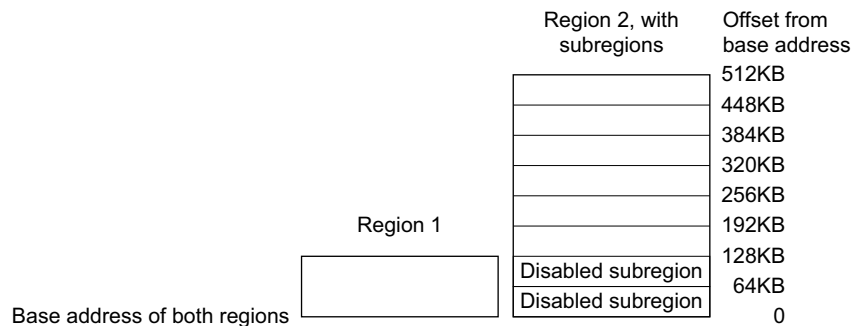 Region 2, with
subregions
Offset from
base address
512KB
448KB
384KB
320KB
256KB
Region 1
192KB
128KB
Disabled subregion
64KB
Disabled subregion
Base address of both regions
0